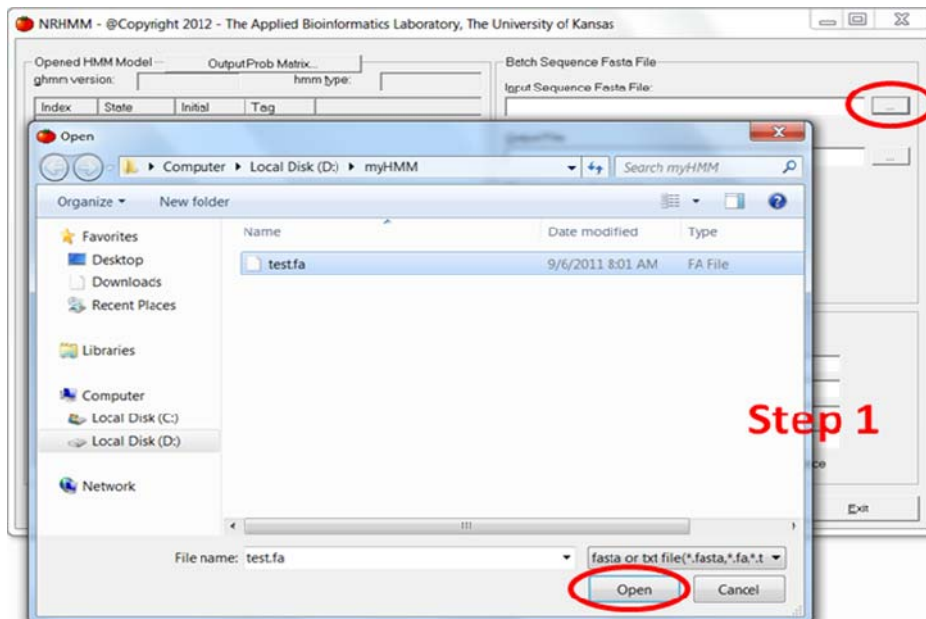 NRHMM - @Copyright 2012 - The Applied Bioinformatics Laboratory, The University of Kansas
Opened HMM Model
OutputProb Matrix...
Batch Sequence Fasta File
ghmm version:
hmm type:
Input Sequence Fasta File:
Index State Initial Tag
...
Open
Output File
...
Computer Local Disk (D:) myHMM
Search myHMM
Organize New folder
Favorites
Desktop
Downloads
Recent Places
Libraries
Computer
Local Disk (C:)
Local Disk (D:)
Network
Name Date modified Type
test.fa 9/6/2011 8:01 AM FA File
Step 1
Exit
File name: test.fa
fasta or txt file(*.fasta,*.fa,*.t
Open Cancel